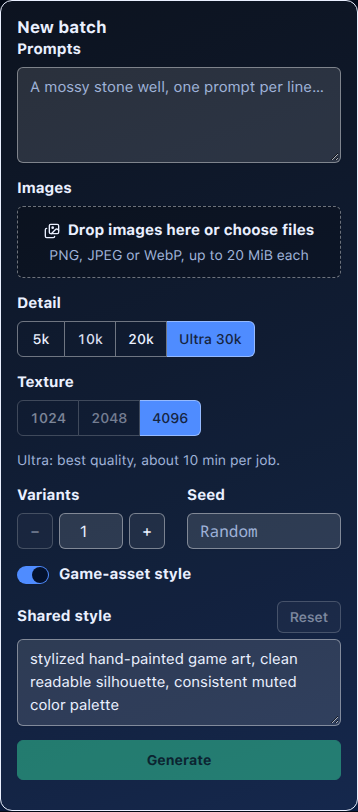 New batch
Prompts
A mossy stone well, one prompt per line...
Images
Drop images here or choose files
PNG, JPEG or WebP, up to 20 MiB each
Detail
5k 10k 20k Ultra 30k
Texture
1024 2048 4096
Ultra: best quality, about 10 min per job.
Variants Seed
− 1 + Random
Game-asset style
Shared style Reset
stylized hand-painted game art, clean
readable silhouette, consistent muted
color palette
Generate